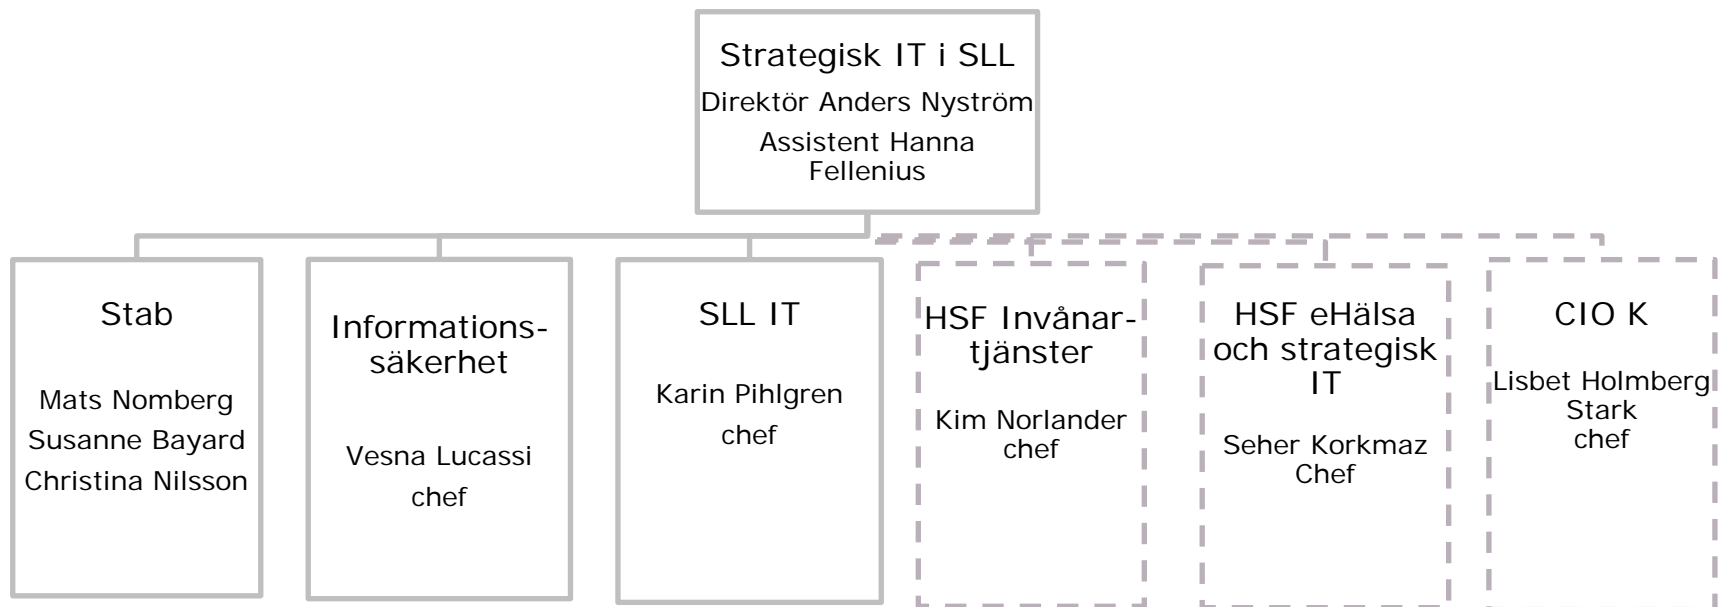 Strategisk IT i SLL
Direktör Anders Nyström
Assistent Hanna
Fellenius
Stab
Mats Nomberg
Susanne Bayard
Christina Nilsson
Informations-
säkerhet
Vesna Lucassi
chef
SLL IT
Karin Pihlgren
chef
HSF Invånar-
tjänster
Kim Norlander
chef
HSF eHälsa
och strategisk
IT
Seher Korkmaz
Chef
CIO K
Lisbet Holmberg
Stark
chef